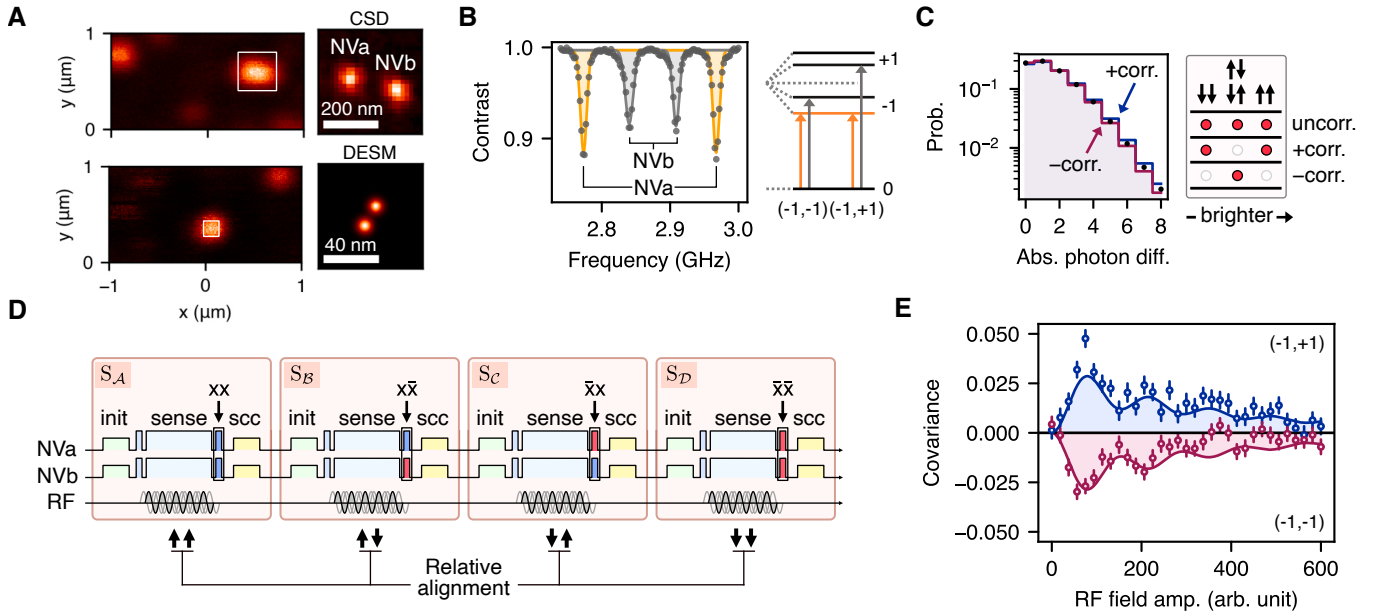 A
1
y (μm)
0
CSD
NVa
NVb
200 nm
1
y (μm)
0
−1
0
1
x (μm)
DESM
40 nm
B
1.0
0.9
Contrast
NVb
NVa
2.8
2.9
3.0
Frequency (GHz)
+1
-1
0
(-1,-1)
(-1,+1)
C
10⁻¹
10⁻²
Prob.
+corr.
−corr.
0 2 4 6 8
Abs. photon diff.
↑↓
↓↓ ↓↑ ↑↑
uncorr.
+corr.
−corr.
brighter
D
S𝒜
xx
init sense scc
Sℬ
xx̄
init sense scc
S𝒞
x̄x
init sense scc
S𝒟
x̄x̄
init sense scc
NVa
NVb
RF
↑↑
↑↓
↓↑
↓↓
Relative
alignment
E
0.050
0.025
0.000
−0.025
−0.050
Covariance
(-1,+1)
(-1,-1)
0 200 400 600
RF field amp. (arb. unit)